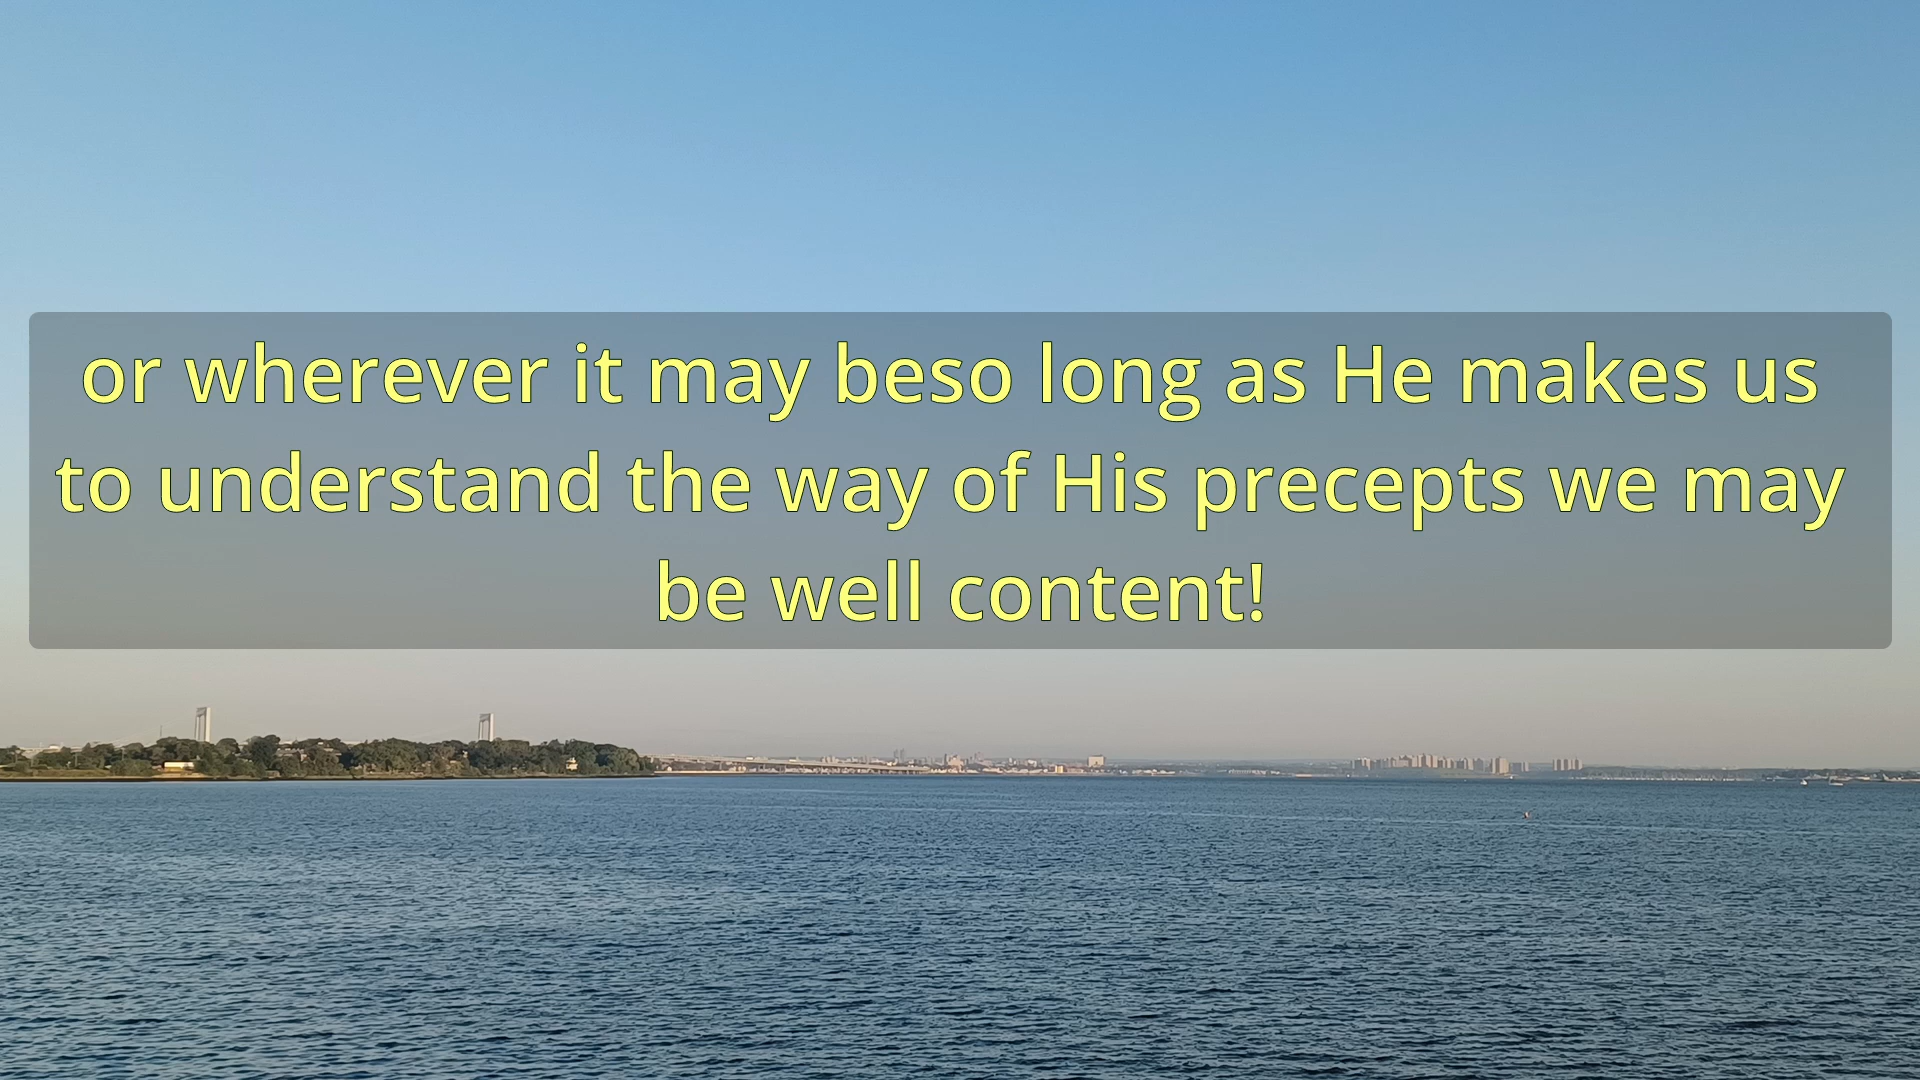 or wherever it may beso long as He makes us
to understand the way of His precepts we may
be well content!